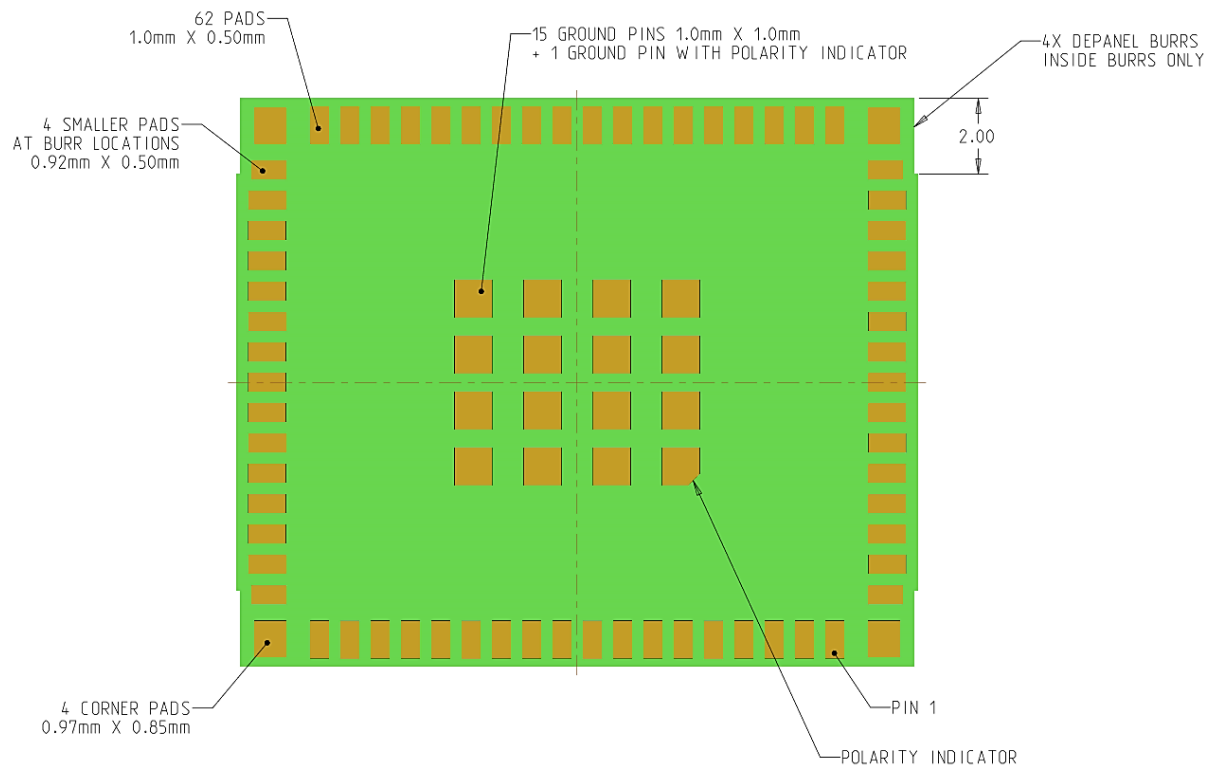 62 PADS
1.0mm X 0.50mm
15 GROUND PINS 1.0mm X 1.0mm
+ 1 GROUND PIN WITH POLARITY INDICATOR
4X DEPANEL BURRS
INSIDE BURRS ONLY
4 SMALLER PADS
AT BURR LOCATIONS
0.92mm X 0.50mm
2.00
4 CORNER PADS
0.97mm X 0.85mm
PIN 1
POLARITY INDICATOR